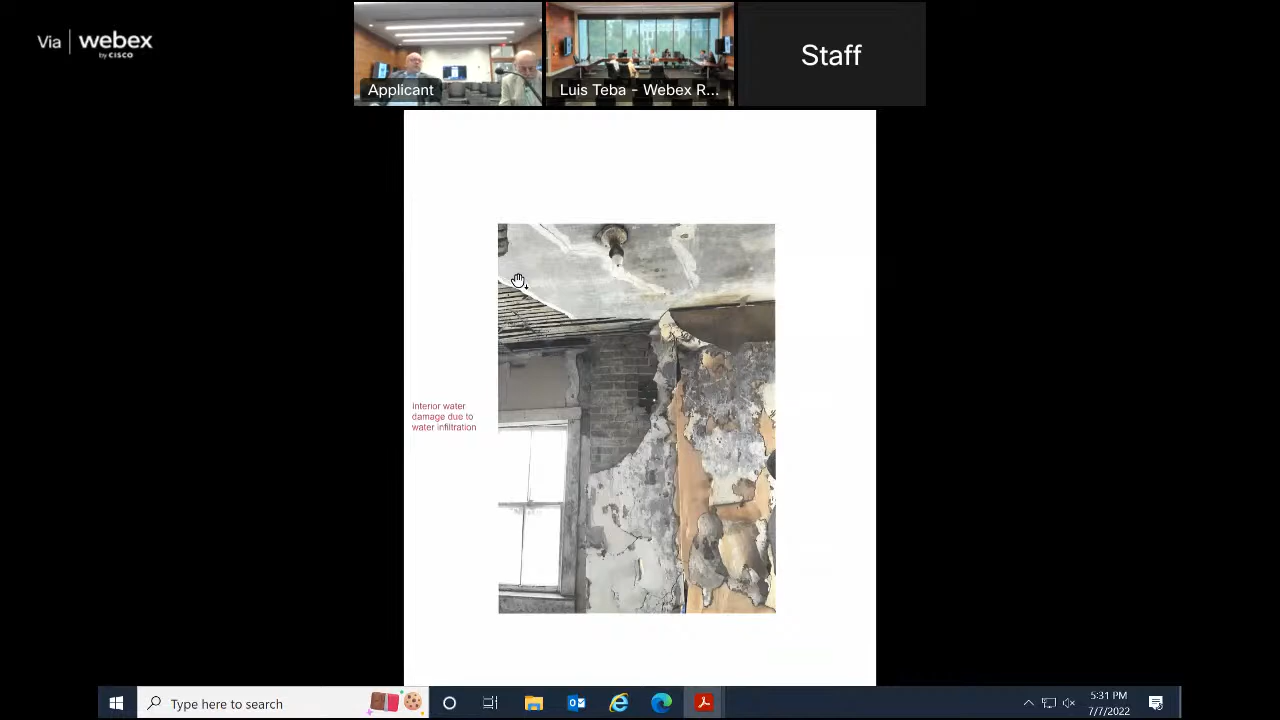 Via webex
by CISCO
Applicant
Luis Teba - Webex R...
Staff
Interior water
damage due to
water infiltration
Type here to search
5:31 PM
7/7/2022